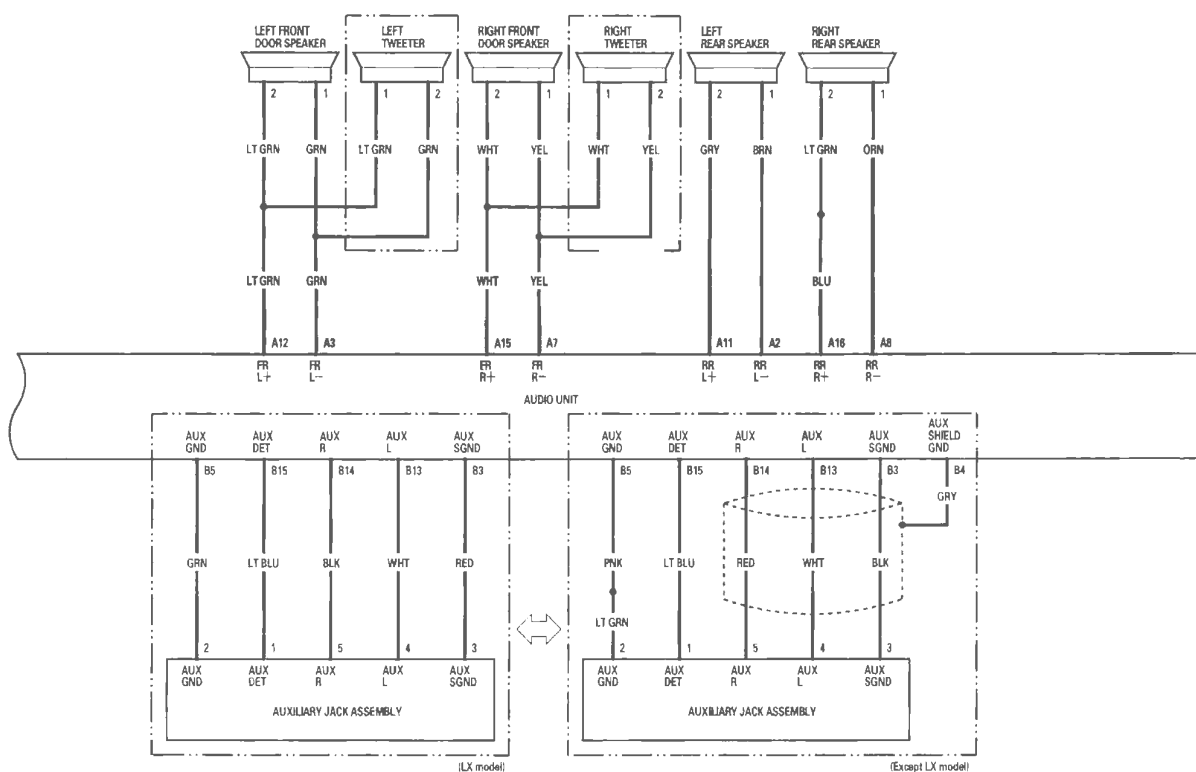 LEFT FRONT
DOOR SPEAKER
LEFT
TWEETER
RIGHT FRONT
DOOR SPEAKER
RIGHT
TWEETER
LEFT
REAR SPEAKER
RIGHT
REAR SPEAKER
2 1 1 2 2 1 1 2 2 1 2 1
LT GRN GRN LT GRN GRN WHT YEL WHT YEL GRY BRN LT GRN ORN
LT GRN GRN WHT YEL BLU
A12 A3 A15 A7 A11 A2 A16 A8
FR FR FR FR RR RR RR RR
L+ L− R+ R− L+ L− R+ R−
AUDIO UNIT
AUX
GND
AUX
DET
AUX
R
AUX
L
AUX
SGND
AUX
GND
AUX
DET
AUX
R
AUX
L
AUX
SGND
AUX
SHIELD
GND
B5 B15 B14 B13 B3 B5 B15 B14 B13 B3 B4
GRY
GRN LT BLU BLK WHT RED PNK LT BLU RED WHT BLK
LT GRN
2 1 5 4 3 2 1 5 4 3
AUX
GND
AUX
DET
AUX
R
AUX
L
AUX
SGND
AUX
GND
AUX
DET
AUX
R
AUX
L
AUX
SGND
AUXILIARY JACK ASSEMBLY
AUXILIARY JACK ASSEMBLY
(LX model)
(Except LX model)